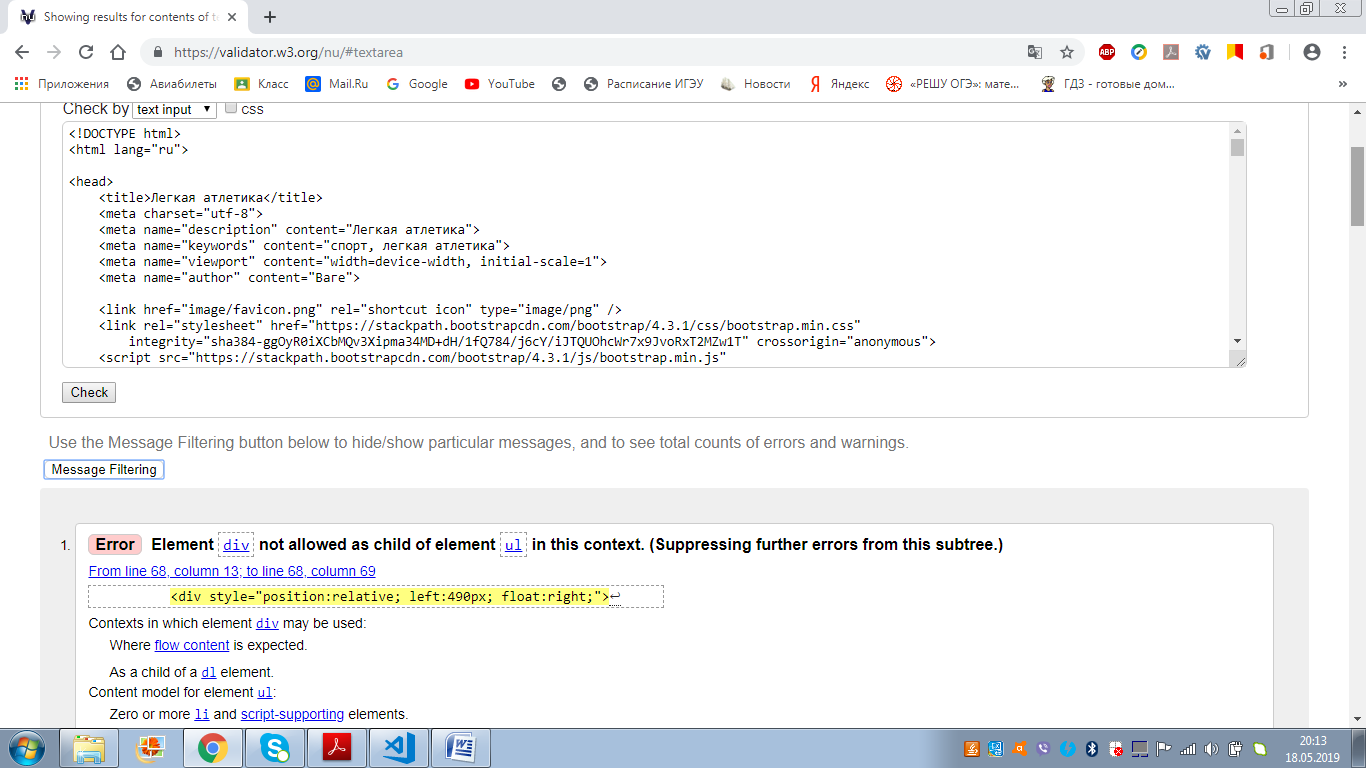 Showing results for contents of t
https://validator.w3.org/nu/#textarea
ABP
Приложения
Авиабилеты
Класс
Mail.Ru
Google
YouTube
Расписание ИГЭУ
Новости
Яндекс
«РЕШУ ОГЭ»: мате...
ГДЗ - готовые дом...
»
Check by text input css
<!DOCTYPE html>
<html lang="ru">
<head>
<title>Легкая атлетика</title>
<meta charset="utf-8">
<meta name="description" content="Легкая атлетика">
<meta name="keywords" content="спорт, легкая атлетика">
<meta name="viewport" content="width=device-width, initial-scale=1">
<meta name="author" content="Ваге">
<link href="image/favicon.png" rel="shortcut icon" type="image/png" />
<link rel="stylesheet" href="https://stackpath.bootstrapcdn.com/bootstrap/4.3.1/css/bootstrap.min.css"
integrity="sha384-ggOyR0iXCbMQv3Xipma34MD+dH/1fQ784/j6cY/iJTQUOhcWr7x9JvoRxT2MZw1T" crossorigin="anonymous">
<script src="https://stackpath.bootstrapcdn.com/bootstrap/4.3.1/js/bootstrap.min.js"
Check
Use the Message Filtering button below to hide/show particular messages, and to see total counts of errors and warnings.
Message Filtering
1. Error Element div not allowed as child of element ul in this context. (Suppressing further errors from this subtree.)
From line 68, column 13; to line 68, column 69
<div style="position:relative; left:490px; float:right;">↩
Contexts in which element div may be used:
Where flow content is expected.
As a child of a dl element.
Content model for element ul:
Zero or more li and script-supporting elements.
20:13
18.05.2019